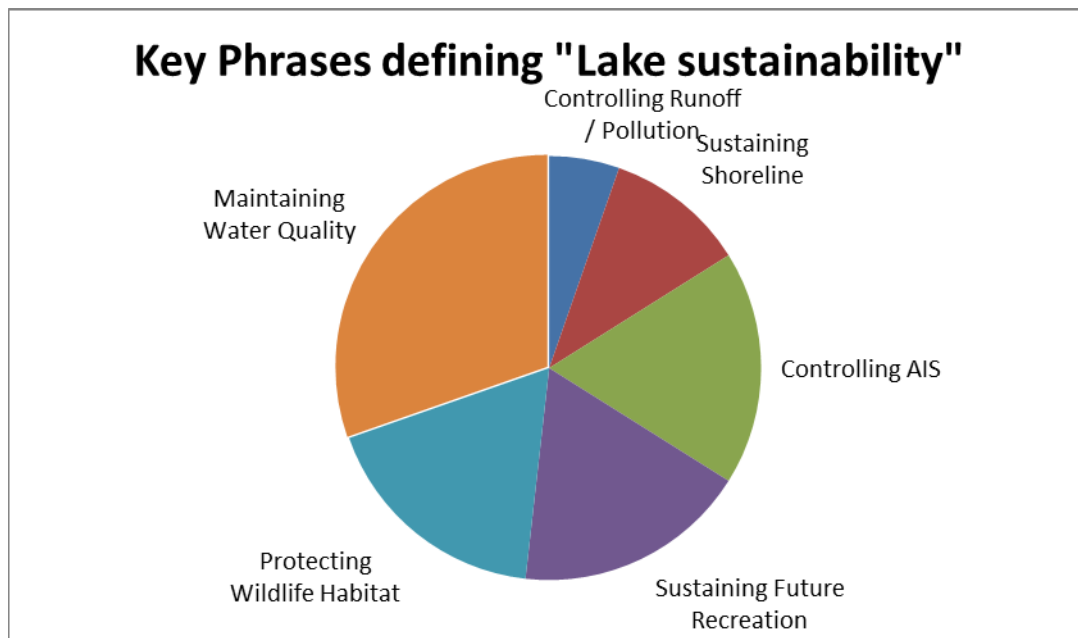 Key Phrases defining "Lake sustainability"
Controlling Runoff
/ Pollution
Sustaining
Shoreline
Controlling AIS
Sustaining Future
Recreation
Protecting
Wildlife Habitat
Maintaining
Water Quality